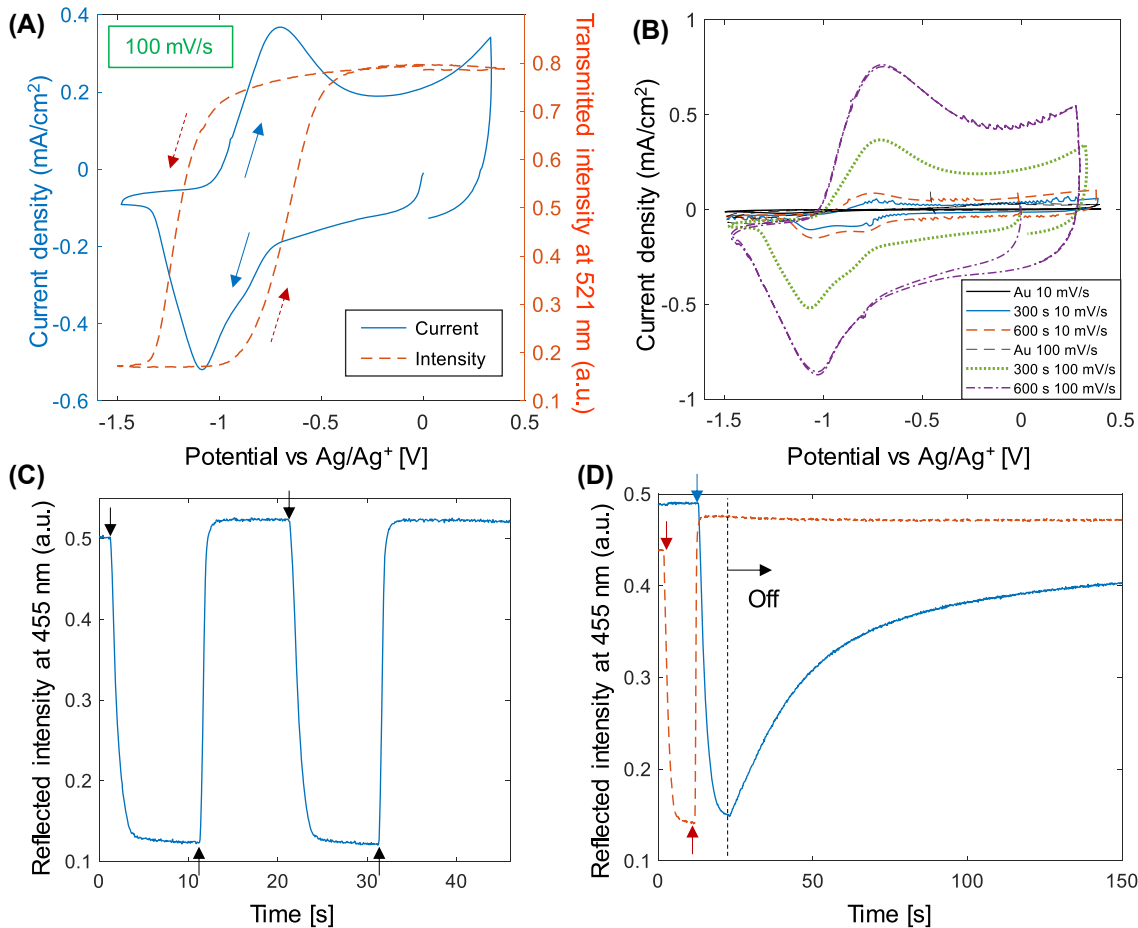 (A)
100 mV/s
Current density (mA/cm²)
0.4
0.2
0
-0.2
-0.4
-0.6
Transmitted intensity at 521 nm (a.u.)
0.8
0.7
0.6
0.5
0.4
0.3
0.2
0.1
Current
Intensity
-1.5
-1
-0.5
0
0.5
Potential vs Ag/Ag⁺ [V]
(B)
Current density (mA/cm²)
1
0.5
0
-0.5
-1
Au 10 mV/s
300 s 10 mV/s
600 s 10 mV/s
Au 100 mV/s
300 s 100 mV/s
600 s 100 mV/s
-1.5
-1
-0.5
0
0.5
Potential vs Ag/Ag⁺ [V]
(C)
Reflected intensity at 455 nm (a.u.)
0.5
0.4
0.3
0.2
0.1
0
10
20
30
40
Time [s]
(D)
Reflected intensity at 455 nm (a.u.)
0.5
0.4
0.3
0.2
0.1
Off
0
50
100
150
Time [s]